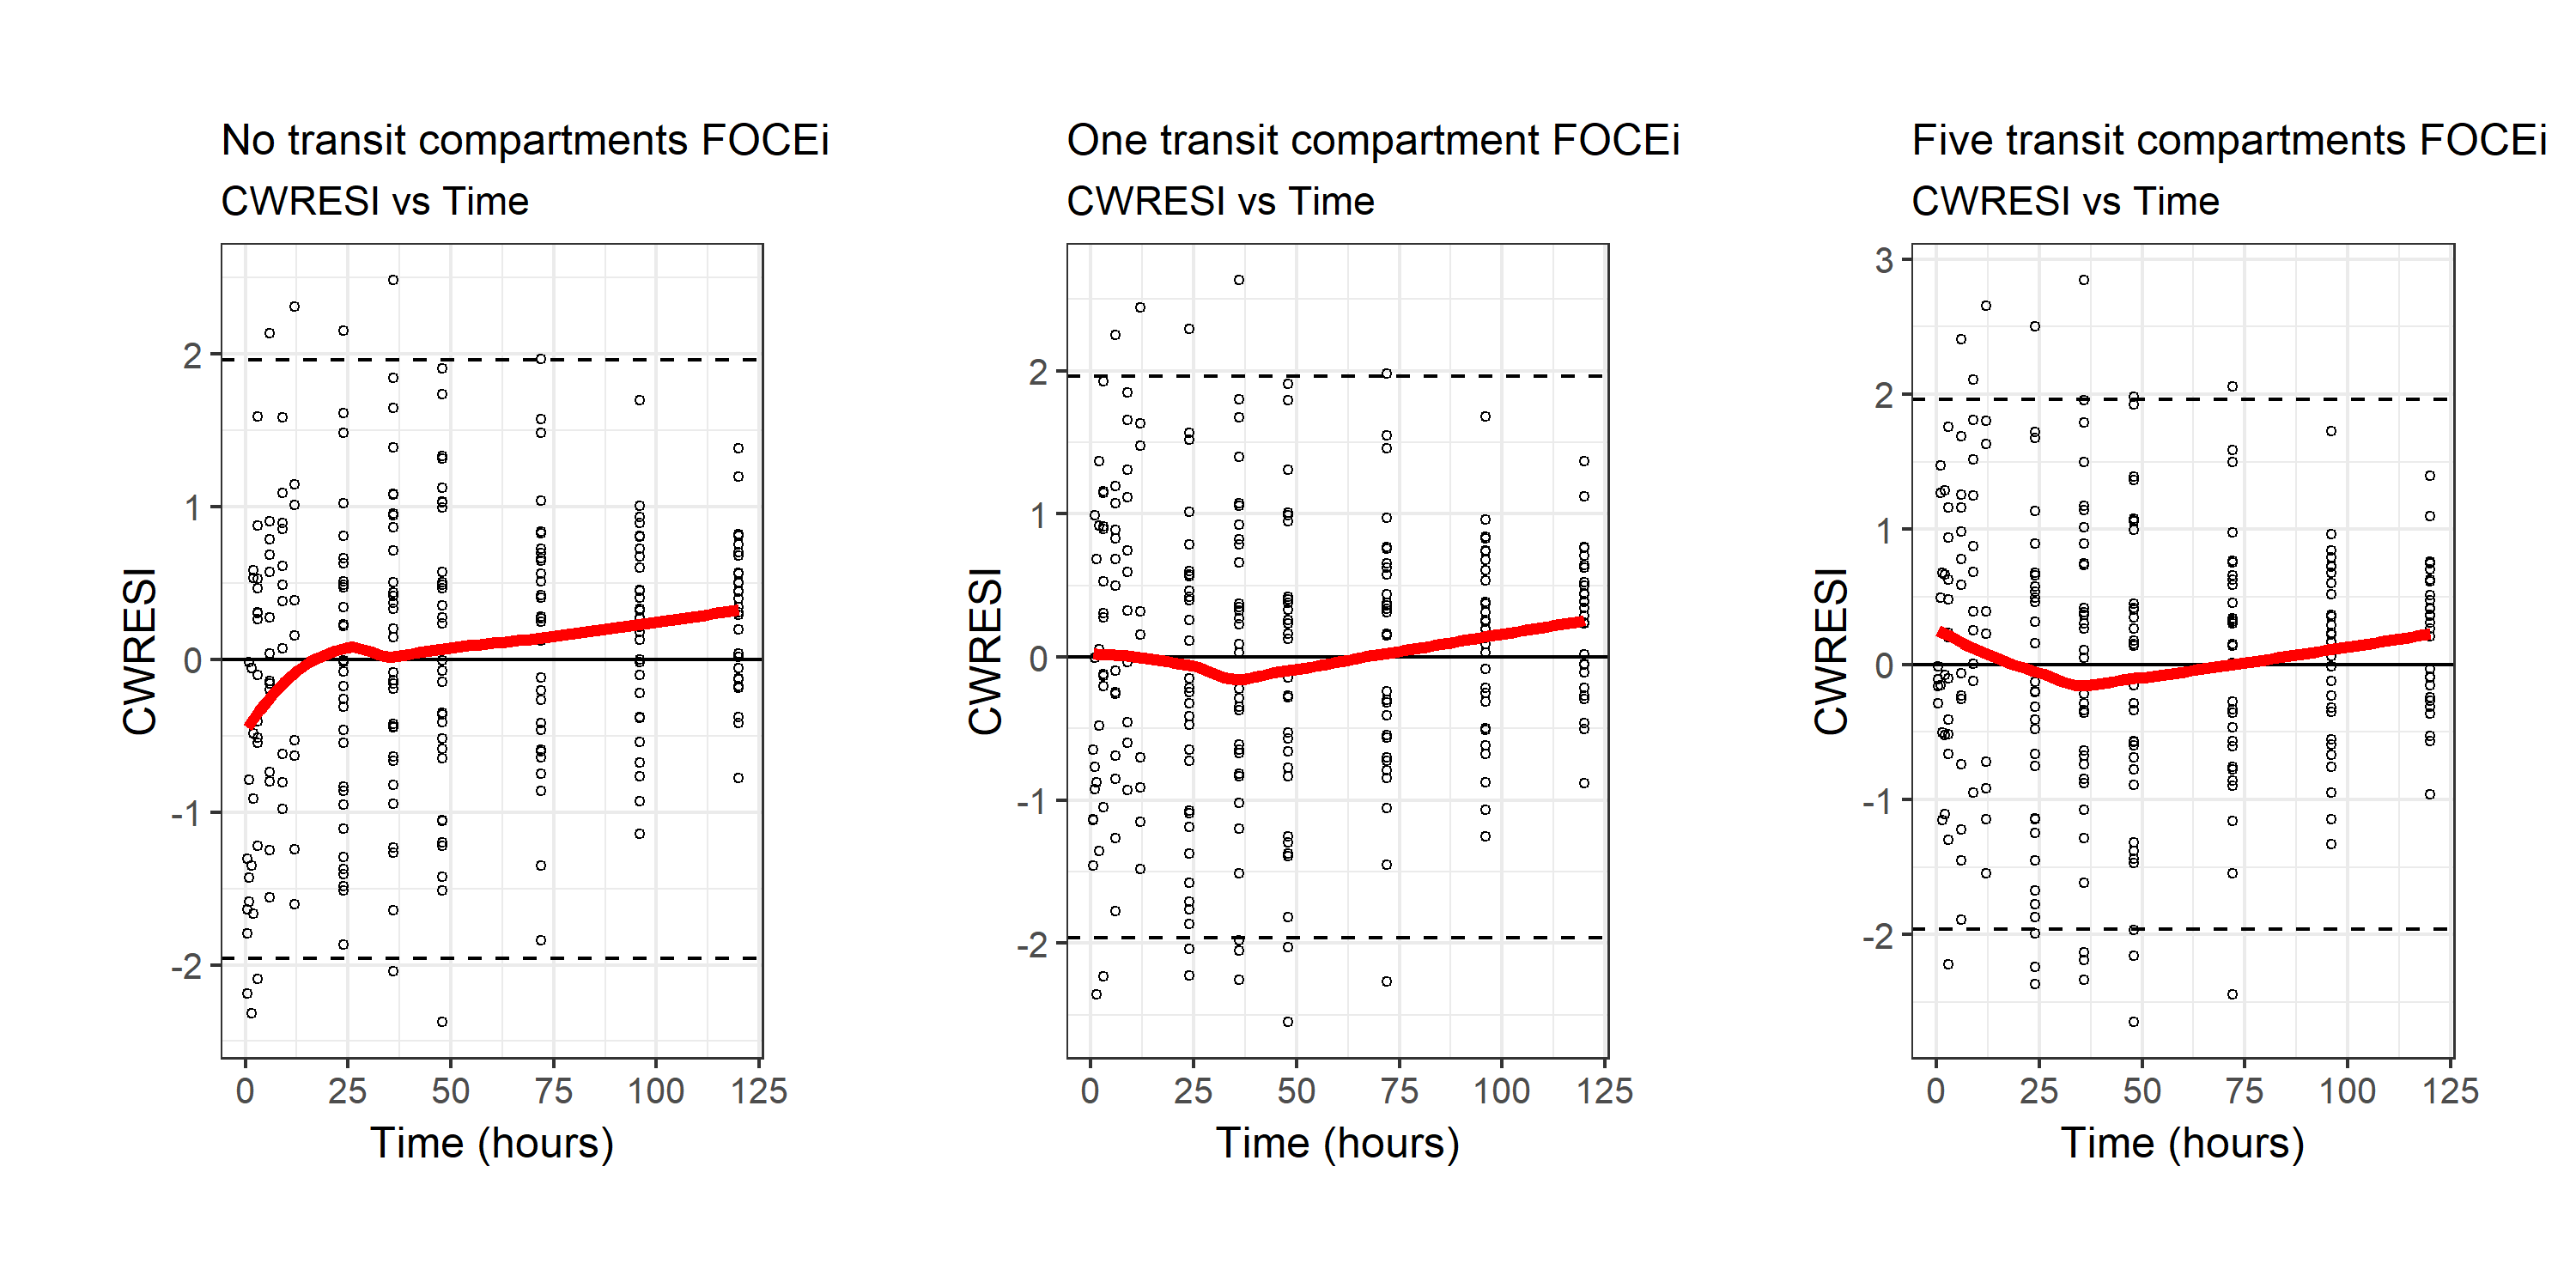 No transit compartments FOCEi
CWRESI vs Time
CWRESI
2
1
0
-1
-2
0 25 50 75 100 125
Time (hours)
One transit compartment FOCEi
CWRESI vs Time
CWRESI
2
1
0
-1
-2
0 25 50 75 100 125
Time (hours)
Five transit compartments FOCEi
CWRESI vs Time
CWRESI
3
2
1
0
-1
-2
0 25 50 75 100 125
Time (hours)